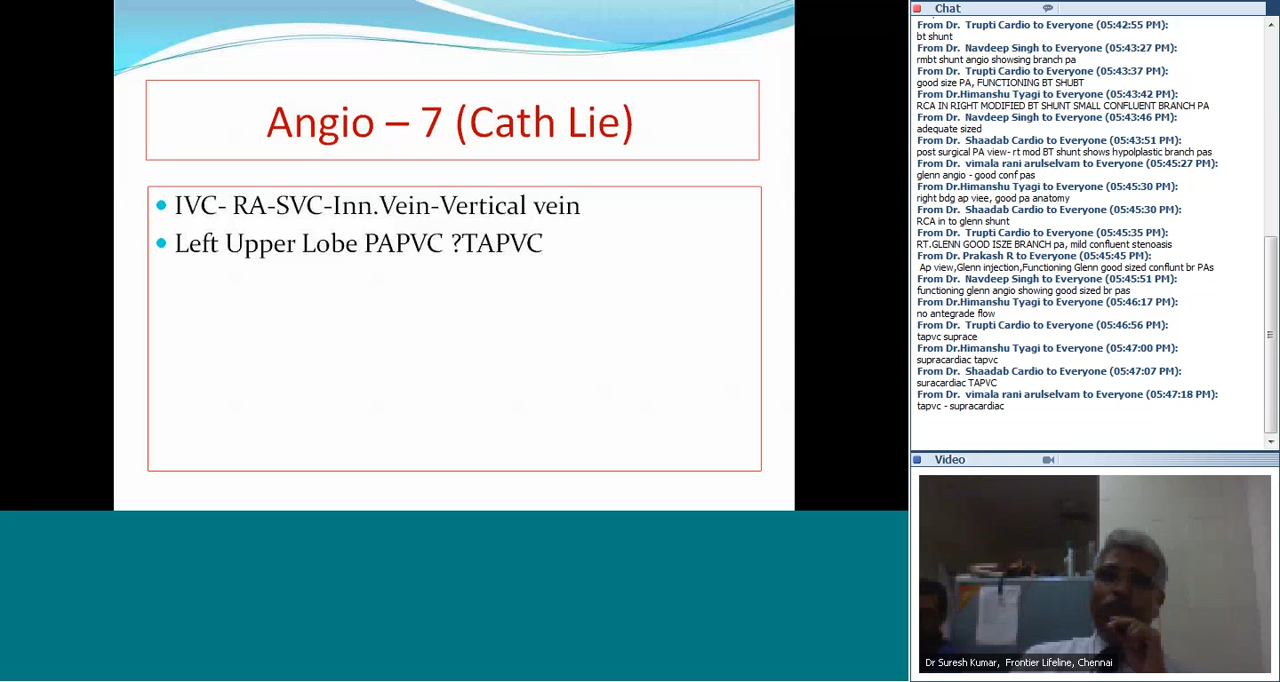 Angio – 7 (Cath Lie)
IVC- RA-SVC-Inn.Vein-Vertical vein
Left Upper Lobe PAPVC ?TAPVC
Chat
From Dr. Trupti Cardio to Everyone (05:42:55 PM):
bt shunt
From Dr. Navdeep Singh to Everyone (05:43:27 PM):
rmbt shunt angio showsing branch pa
From Dr. Trupti Cardio to Everyone (05:43:37 PM):
good size PA, FUNCTIONING BT SHUBT
From Dr.Himanshu Tyagi to Everyone (05:43:42 PM):
RCA IN RIGHT MODIFIED BT SHUNT SMALL CONFLUENT BRANCH PA
From Dr. Navdeep Singh to Everyone (05:43:46 PM):
adequate sized
From Dr. Shaadab Cardio to Everyone (05:43:51 PM):
post surgical PA view- rt mod BT shunt shows hypolplastic branch pas
From Dr. vimala rani arulselvam to Everyone (05:45:27 PM):
glenn angio - good conf pas
From Dr.Himanshu Tyagi to Everyone (05:45:30 PM):
right bdg ap view, good pa anatomy
From Dr. Shaadab Cardio to Everyone (05:45:30 PM):
RCA in to glenn shunt
From Dr. Trupti Cardio to Everyone (05:45:35 PM):
RT.GLENN GOOD ISZE BRANCH pa, mild confluent stenoasis
From Dr. Prakash R to Everyone (05:45:45 PM):
Ap view,Glenn injection,Functioning Glenn good sized conflunt br PAs
From Dr. Navdeep Singh to Everyone (05:45:51 PM):
functioning glenn angio showing good sized br pas
From Dr.Himanshu Tyagi to Everyone (05:46:17 PM):
no antegrade flow
From Dr. Trupti Cardio to Everyone (05:46:56 PM):
tapvc suprace
From Dr.Himanshu Tyagi to Everyone (05:47:00 PM):
supracardiac tapvc
From Dr. Shaadab Cardio to Everyone (05:47:07 PM):
suracardiac TAPVC
From Dr. vimala rani arulselvam to Everyone (05:47:18 PM):
tapvc - supracardiac
Video
Dr Suresh Kumar, Frontier Lifeline, Chennai